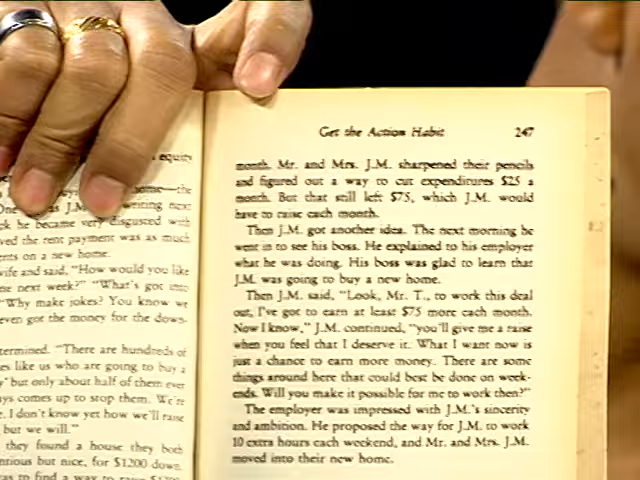 equity
home—the
writing next
he became very disgusted with
ved the rent payment was as much
ents on a new home.
wife and said, "How would you like
me next week?" "What's got into
"Why make jokes? You know we
even got the money for the down
termined. "There are hundreds of
es like us who are going to buy a
but only about half of them ever
ays comes up to stop them. We're
I don't know yet how we'll raise
but we will."
they found a house they both
ntious but nice, for $1200 down.
Get the Action Habit 247
month. Mr. and Mrs. J.M. sharpened their pencils
and figured out a way to cut expenditures $25 a
month. But that still left $75, which J.M. would
have to raise each month.
Then J.M. got another idea. The next morning he
went in to see his boss. He explained to his employer
what he was doing. His boss was glad to learn that
J.M. was going to buy a new home.
Then J.M. said, "Look, Mr. T., to work this deal
out, I've got to earn at least $75 more each month.
Now I know," J.M. continued, "you'll give me a raise
when you feel that I deserve it. What I want now is
just a chance to earn more money. There are some
things around here that could best be done on week-
ends. Will you make it possible for me to work then?"
The employer was impressed with J.M.'s sincerity
and ambition. He proposed the way for J.M. to work
10 extra hours each weekend, and Mr. and Mrs. J.M.
moved into their new home.